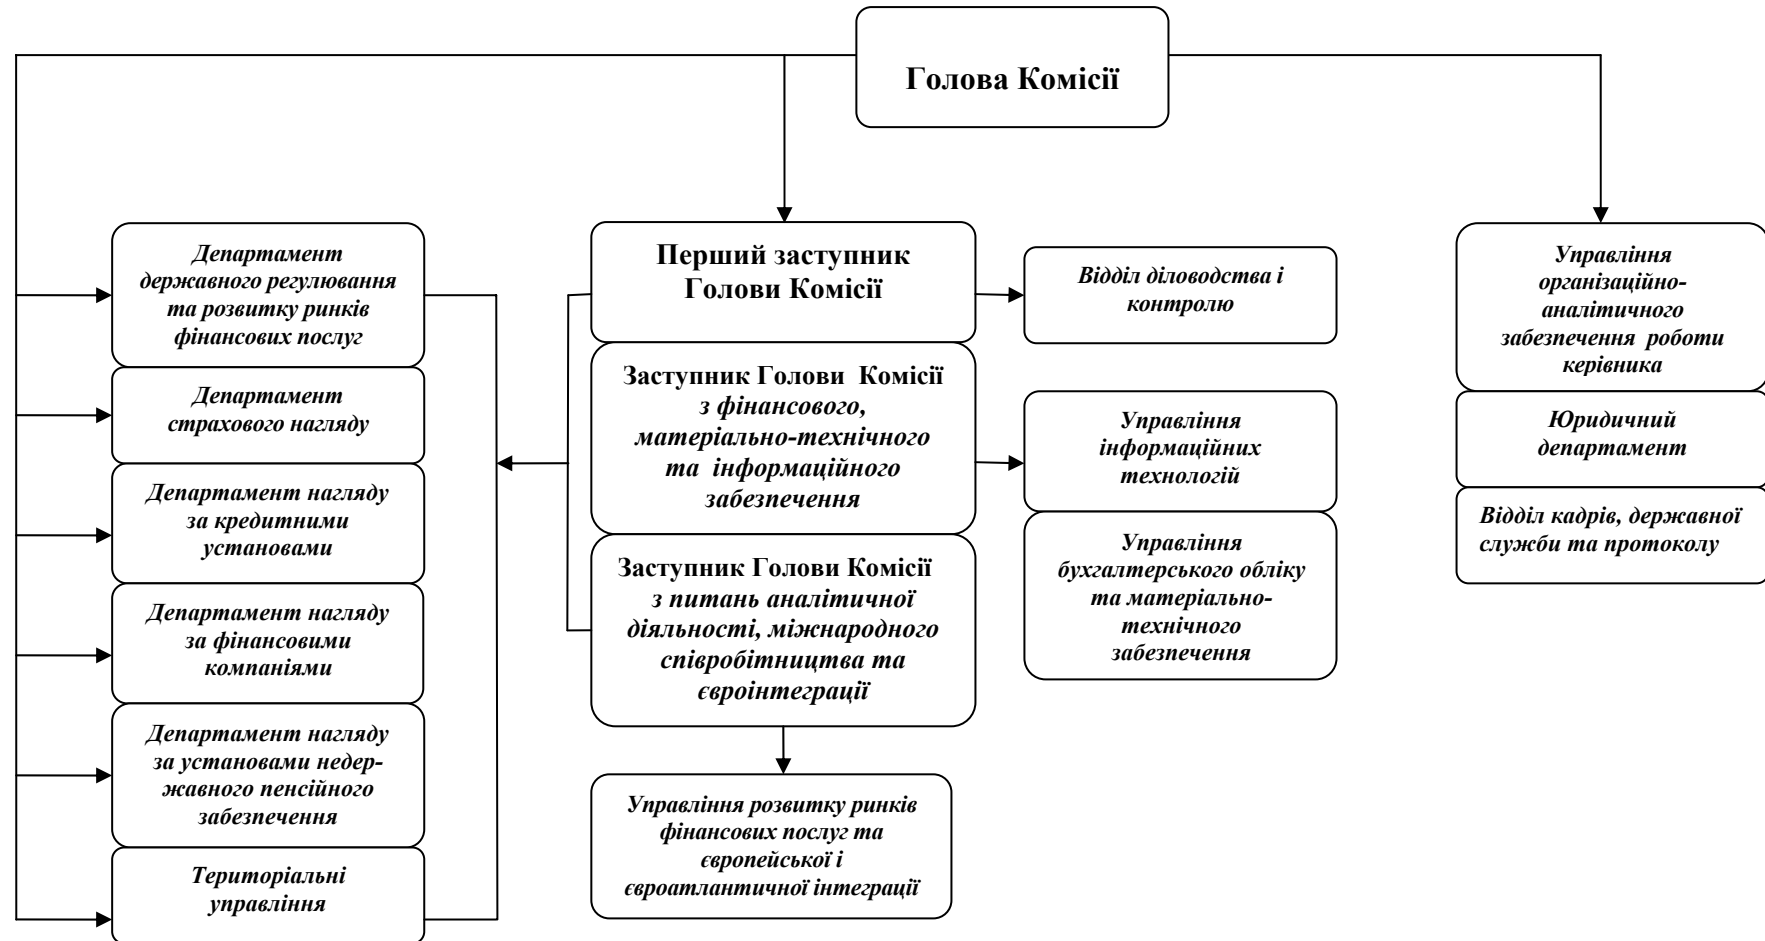 Голова Комісії
Департамент
державного регулювання
та розвитку ринків
фінансових послуг
Департамент
страхового нагляду
Департамент нагляду
за кредитними
установами
Департамент нагляду
за фінансовими
компаніями
Департамент нагляду
за установами недер-
жавного пенсійного
забезпечення
Територіальні
управління
Перший заступник
Голови Комісії
Заступник Голови Комісії
з фінансового,
матеріально-технічного
та інформаційного
забезпечення
Заступник Голови Комісії
з питань аналітичної
діяльності, міжнародного
співробітництва та
євроінтеграції
Управління розвитку ринків
фінансових послуг та
європейської і
євроатлантичної інтеграції
Відділ діловодства і
контролю
Управління
інформаційних
технологій
Управління
бухгалтерського обліку
та матеріально-
технічного
забезпечення
Управління
організаційно-
аналітичного
забезпечення роботи
керівника
Юридичний
департамент
Відділ кадрів, державної
служби та протоколу